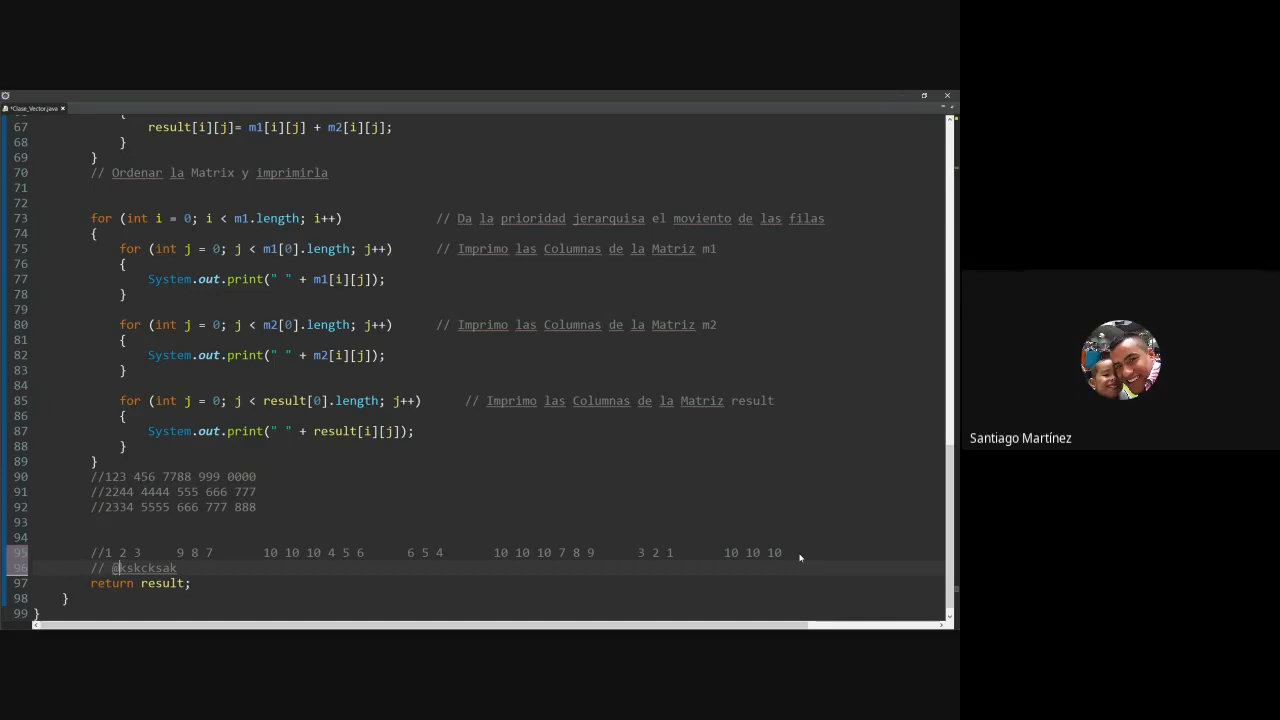 *Clase_Vector.java
67 result[i][j]= m1[i][j] + m2[i][j];
68 }
69 }
70 // Ordenar la Matrix y imprimirla
71
72
73 for (int i = 0; i < m1.length; i++) // Da la prioridad jerarquisa el moviento de las filas
74 {
75 for (int j = 0; j < m1[0].length; j++) // Imprimo las Columnas de la Matriz m1
76 {
77 System.out.print(" " + m1[i][j]);
78 }
79
80 for (int j = 0; j < m2[0].length; j++) // Imprimo las Columnas de la Matriz m2
81 {
82 System.out.print(" " + m2[i][j]);
83 }
84
85 for (int j = 0; j < result[0].length; j++) // Imprimo las Columnas de la Matriz result
86 {
87 System.out.print(" " + result[i][j]);
88 }
89 }
90 //123 456 7788 999 0000
91 //2244 4444 555 666 777
92 //2334 5555 666 777 888
93
94
95 //1 2 3 9 8 7 10 10 10 4 5 6 6 5 4 10 10 10 7 8 9 3 2 1 10 10 10
96 // @kskcksak
97 return result;
98 }
99 }
Santiago Martínez